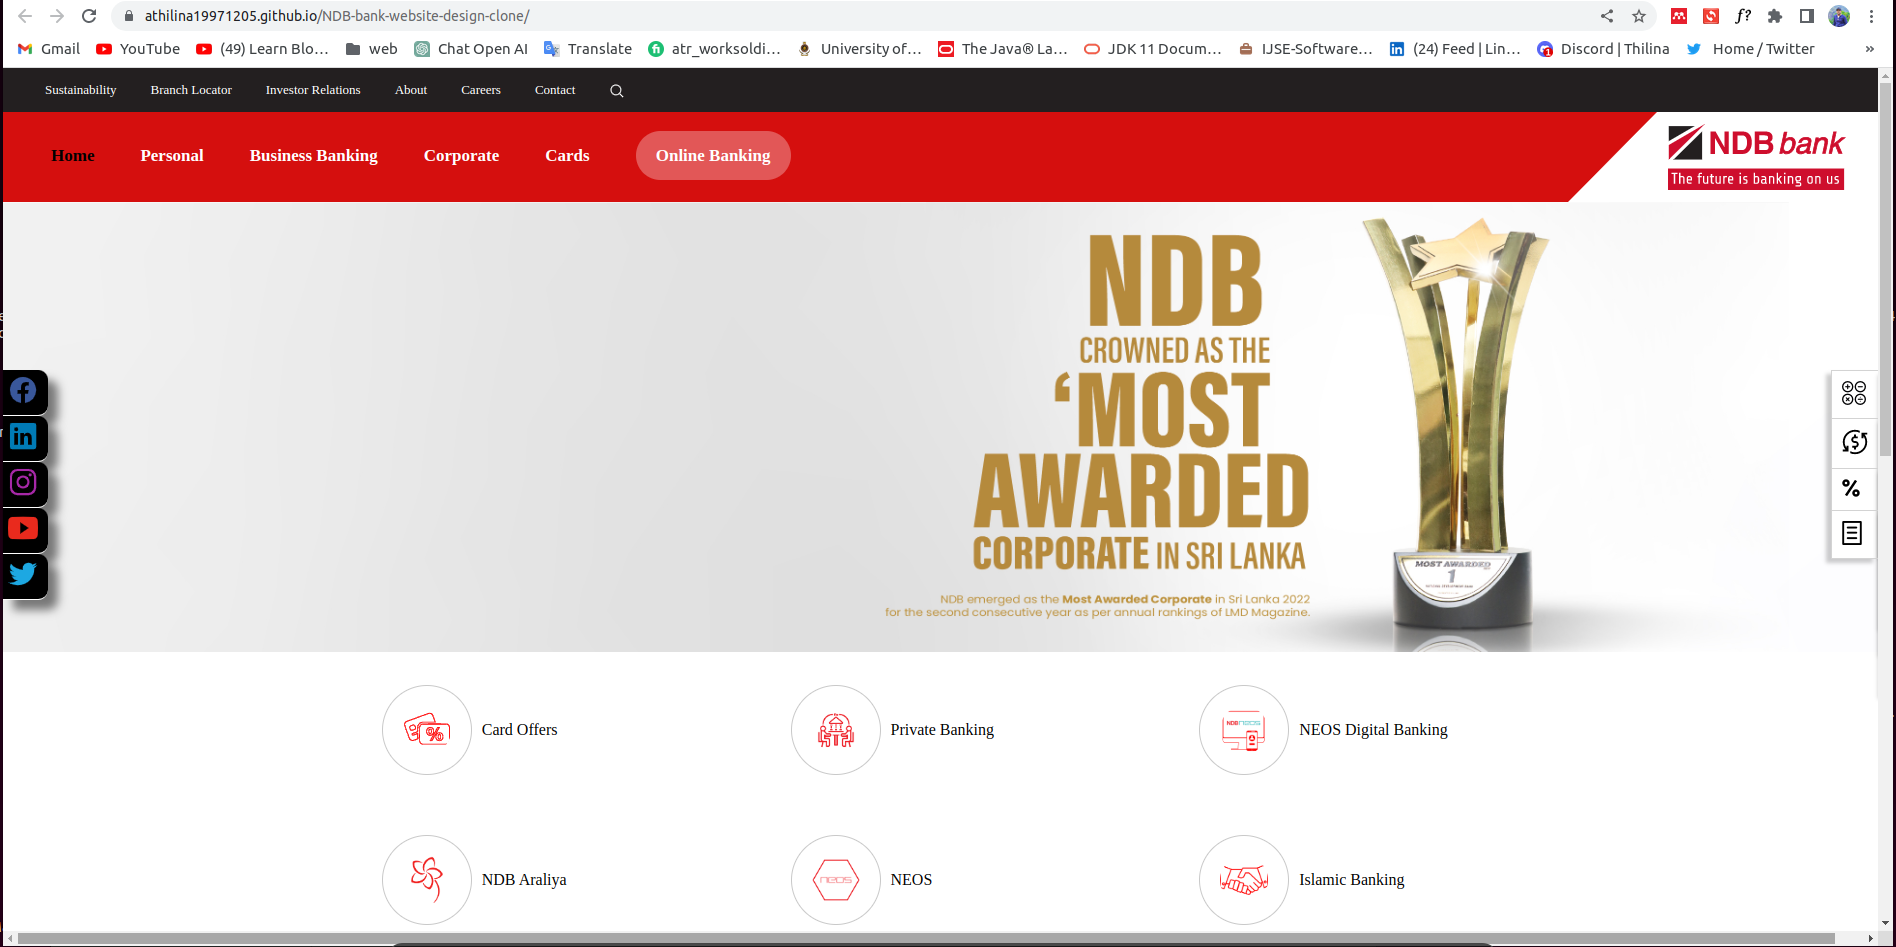 athilina19971205.github.io/NDB-bank-website-design-clone/
f?
Gmail YouTube (49) Learn Blo... web Chat Open AI Translate atr_worksoldi... University of... The Java® La... JDK 11 Docum... IJSE-Software... (24) Feed | Lin... Discord | Thilina Home / Twitter »
Sustainability Branch Locator Investor Relations About Careers Contact
Home Personal Business Banking Corporate Cards Online Banking
NDB bank
The future is banking on us
NDB
CROWNED AS THE
‘MOST
AWARDED
CORPORATE IN SRI LANKA
NDB emerged as the Most Awarded Corporate in Sri Lanka 2022
for the second consecutive year as per annual rankings of LMD Magazine.
MOST AWARDED
1
Card Offers Private Banking NDB neos NEOS Digital Banking
NDB Araliya neos NEOS Islamic Banking